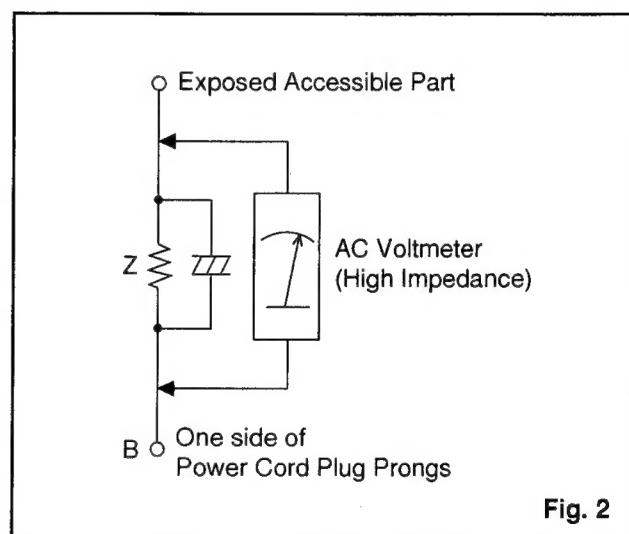 Exposed Accessible Part
Z
AC Voltmeter
(High Impedance)
B
One side of
Power Cord Plug Prongs
Fig. 2